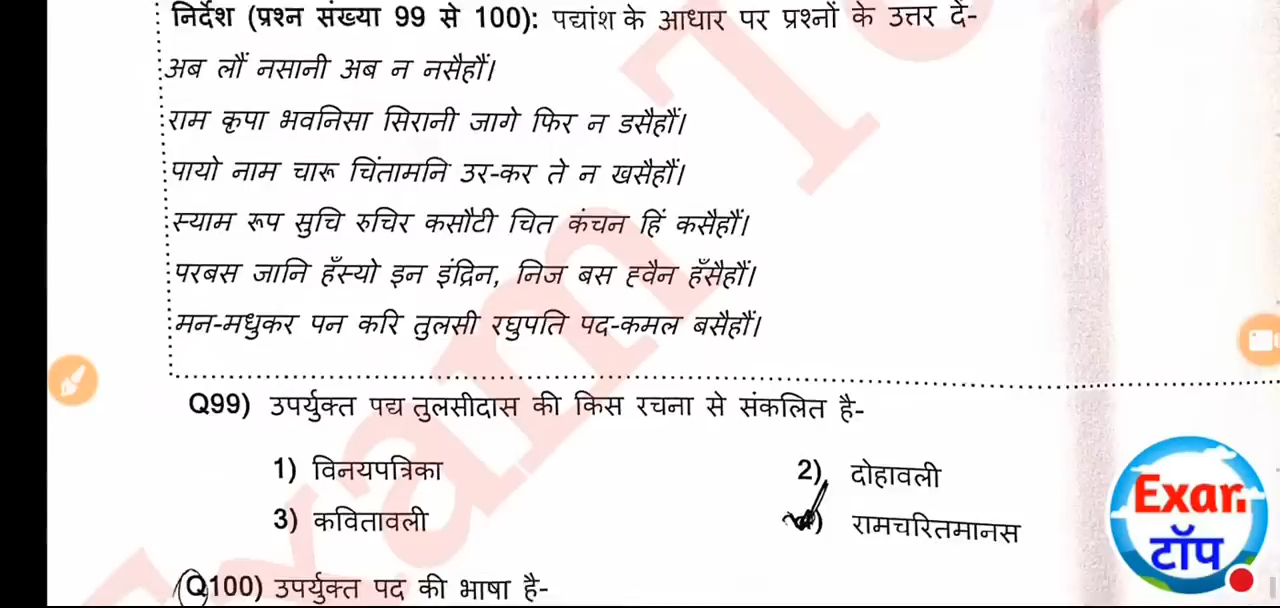 निर्देश (प्रश्न संख्या 99 से 100): पद्यांश के आधार पर प्रश्नों के उत्तर दें-
अब लौं नसानी अब न नसैहौं।
राम कृपा भवनिसा सिरानी जागे फिर न डसैहौं।
पायो नाम चारू चिंतामनि उर-कर ते न खसैहौं।
स्याम रूप सुचि रुचिर कसौटी चित कंचन हिं कसैहौं।
परबस जानि हँस्यो इन इंद्रिन, निज बस ह्वैन हँसैहौं।
मन-मधुकर पन करि तुलसी रघुपति पद-कमल बसैहौं।
Q99) उपर्युक्त पद्य तुलसीदास की किस रचना से संकलित है-
1) विनयपत्रिका
2) दोहावली
3) कवितावली
रामचरितमानस
Q100) उपर्युक्त पद की भाषा है-
Exam
टॉप